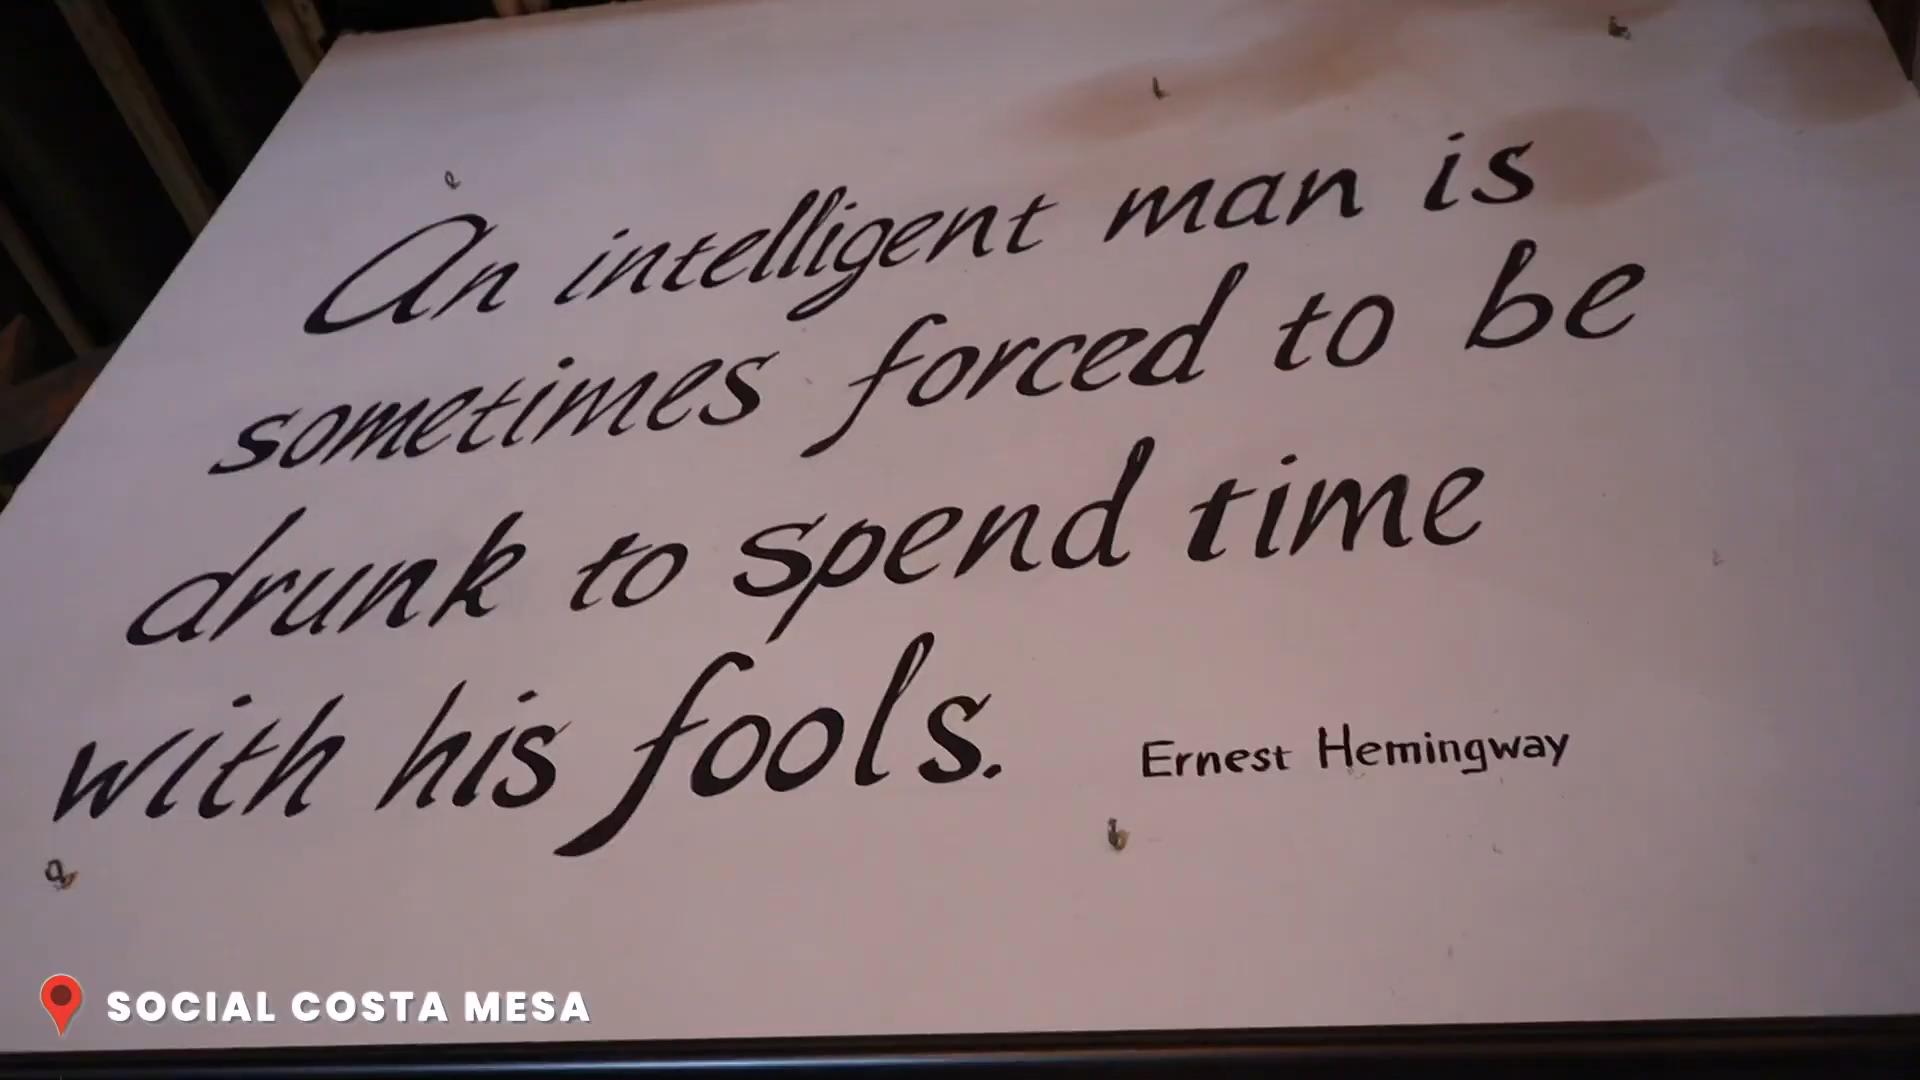 An intelligent man is
sometimes forced to be
drunk to spend time
with his fools.
Ernest Hemingway
SOCIAL COSTA MESA